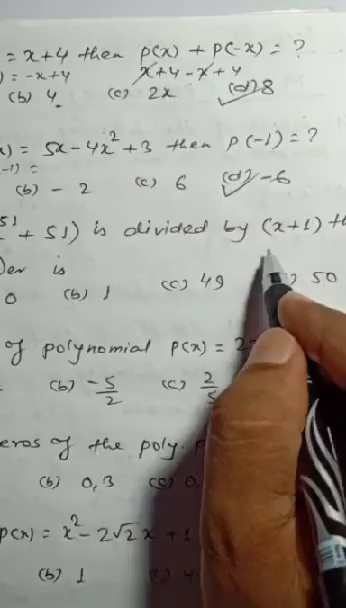 = x+4 then p(x) + p(-x) = ?
) = -x+4 x+4-x+4
(b) 4 (c) 2x (d) 8
x) = 5x - 4x² + 3 then p(-1) = ?
-1) =
(b) - 2 (c) 6 (d) -6
51 + 51) is divided by (x+1) th
der is
0 (b) 1 (c) 49 50
of polynomial p(x) = 2
(b) -5/2 (c) 2/5
eros of the poly. p
(b) 0, 3 (c) 0
p(x) = x² - 2√2 x + 1
(b) 1 4